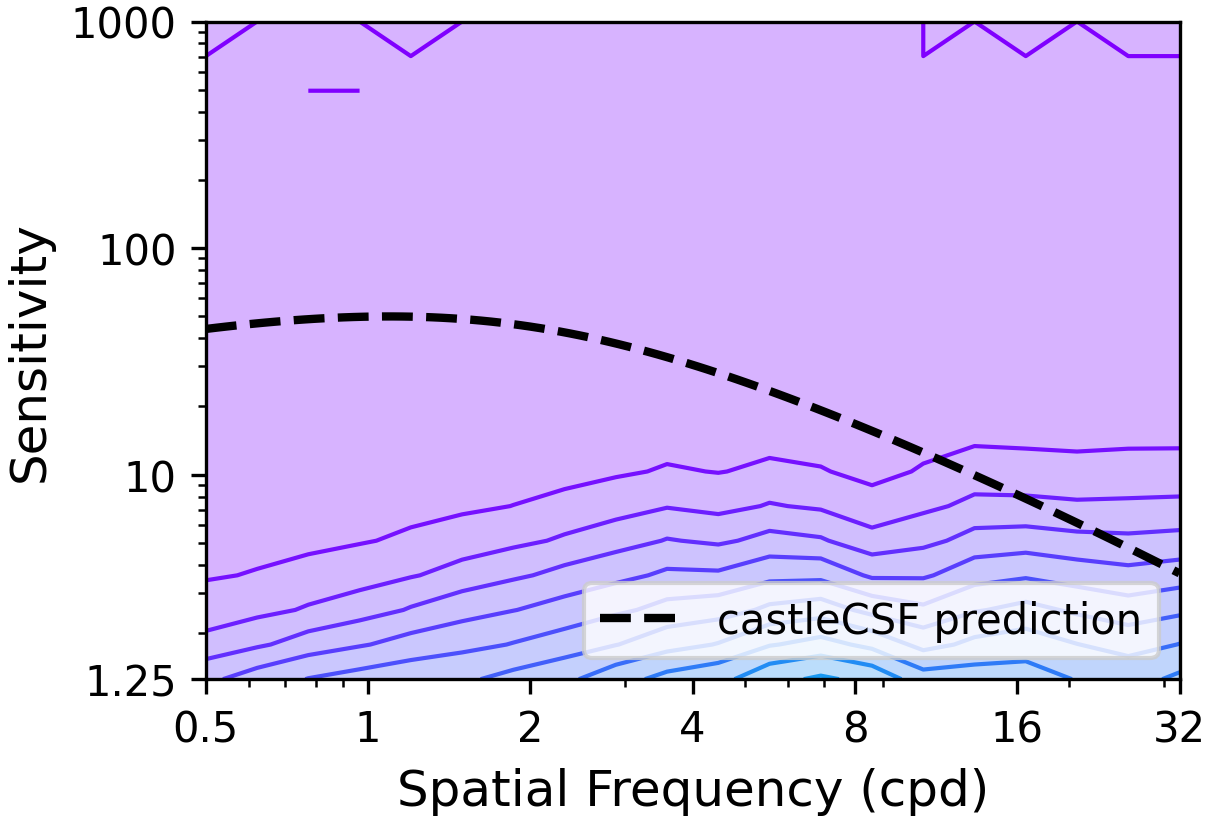 1000
100
10
1.25
Sensitivity
castleCSF prediction
0.5 1 2 4 8 16 32
Spatial Frequency (cpd)